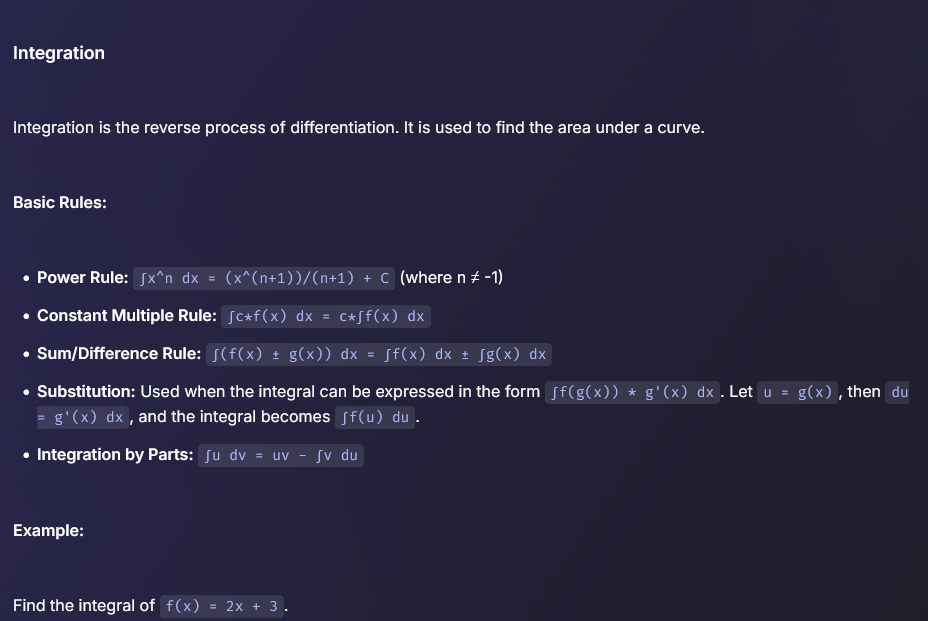 Integration
Integration is the reverse process of differentiation. It is used to find the area under a curve.
Basic Rules:
• Power Rule: ∫x^n dx = (x^(n+1))/(n+1) + C (where n ≠ -1)
• Constant Multiple Rule: ∫c*f(x) dx = c*∫f(x) dx
• Sum/Difference Rule: ∫(f(x) ± g(x)) dx = ∫f(x) dx ± ∫g(x) dx
• Substitution: Used when the integral can be expressed in the form ∫f(g(x)) * g'(x) dx. Let u = g(x), then du
= g'(x) dx, and the integral becomes ∫f(u) du.
• Integration by Parts: ∫u dv = uv - ∫v du
Example:
Find the integral of f(x) = 2x + 3.